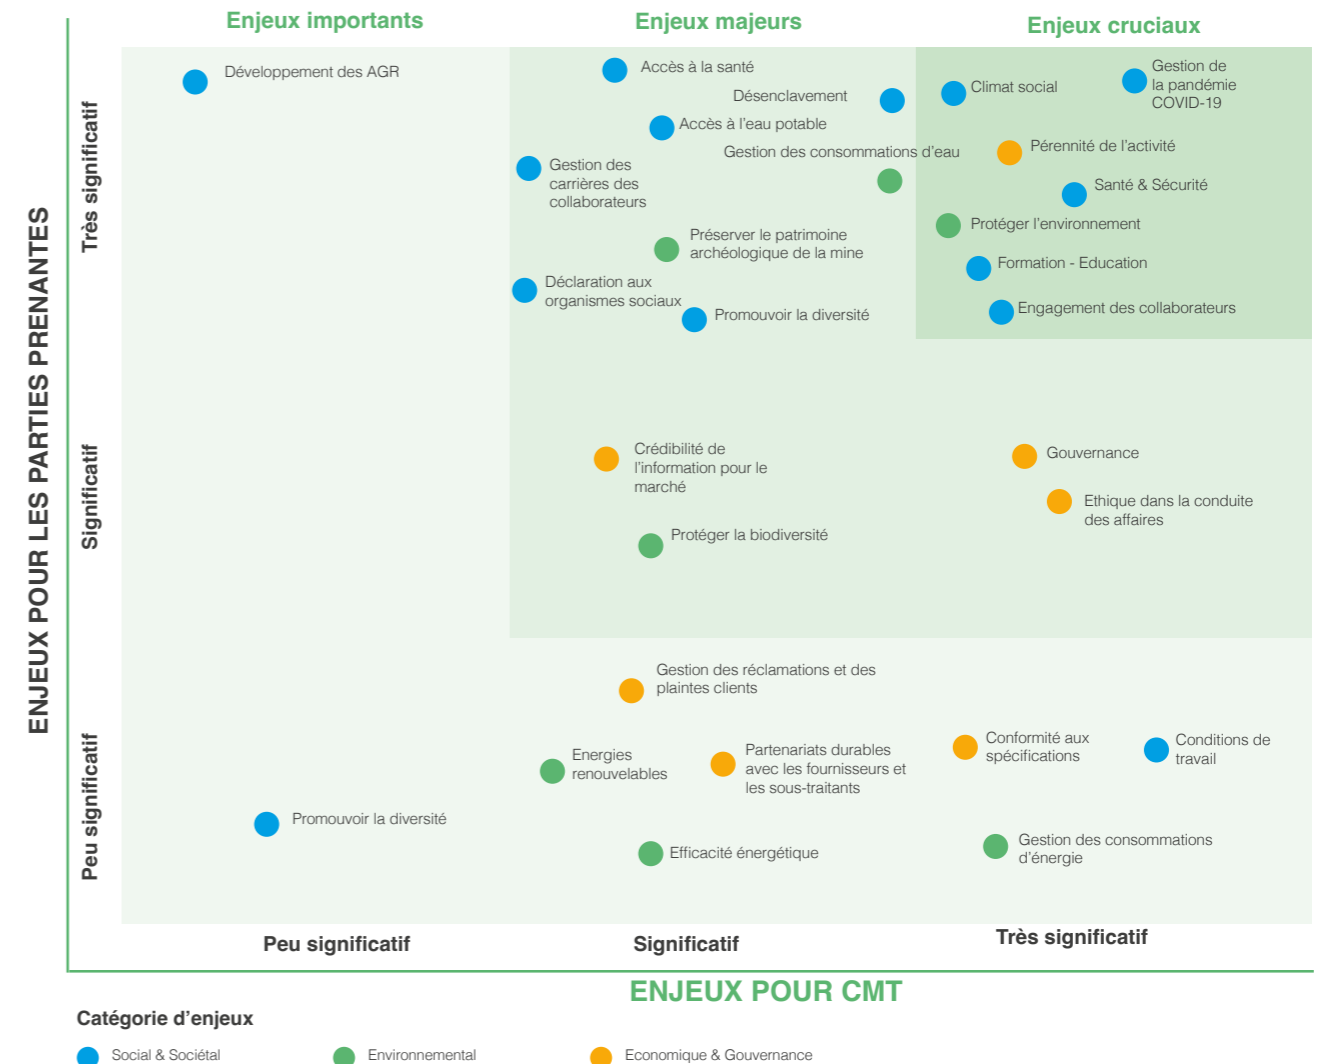 Enjeux importants
Enjeux majeurs
Enjeux cruciaux
ENJEUX POUR LES PARTIES PRENANTES
Très significatif
Significatif
Peu significatif
Développement des AGR
Accès à la santé
Désenclavement
Accès à l'eau potable
Gestion des consommations d'eau
Gestion des
carrières des
collaborateurs
Préserver le patrimoine
archéologique de la mine
Déclaration aux
organismes sociaux
Promouvoir la diversité
Climat social
Gestion de
la pandémie
COVID-19
Pérennité de l'activité
Santé & Sécurité
Protéger l'environnement
Formation - Education
Engagement des collaborateurs
Crédibilité de
l'information pour le
marché
Protéger la biodiversité
Gouvernance
Ethique dans la conduite
des affaires
Gestion des réclamations et des
plaintes clients
Energies
renouvelables
Partenariats durables
avec les fournisseurs et
les sous-traitants
Conformité aux
spécifications
Conditions de
travail
Promouvoir la diversité
Efficacité énergétique
Gestion des consommations
d'énergie
Peu significatif
Significatif
Très significatif
ENJEUX POUR CMT
Catégorie d'enjeux
Social & Sociétal
Environnemental
Economique & Gouvernance